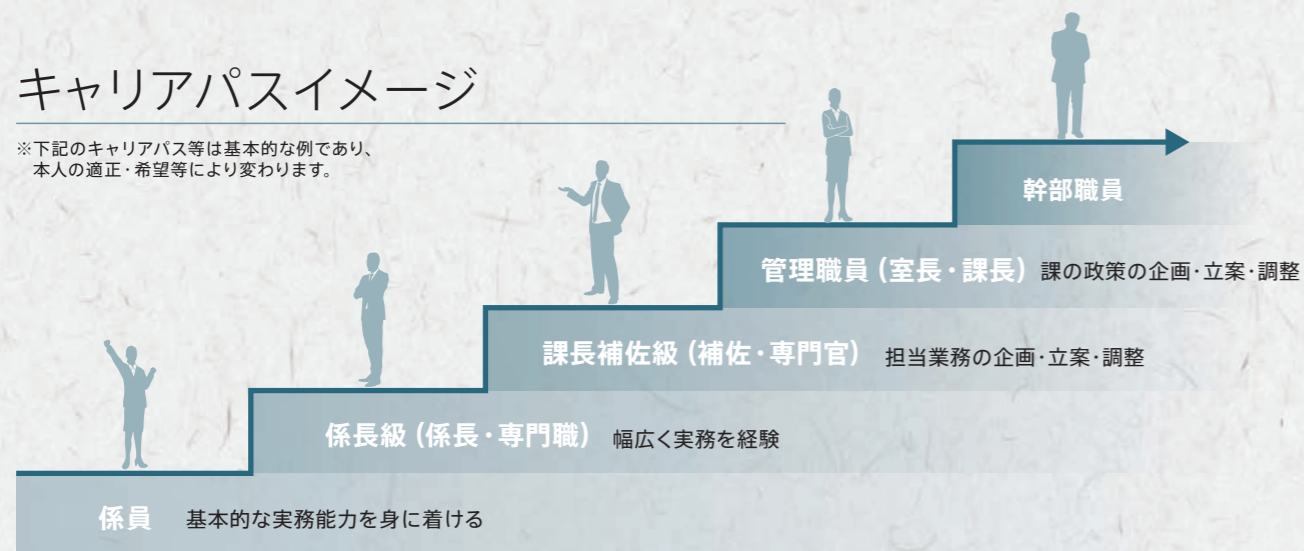 キャリアパスイメージ
※下記のキャリアパス等は基本的な例であり、
本人の適正・希望等により変わります。
幹部職員
管理職員（室長・課長） 課の政策の企画・立案・調整
課長補佐級（補佐・専門官） 担当業務の企画・立案・調整
係長級（係長・専門職） 幅広く実務を経験
係員 基本的な実務能力を身に着ける